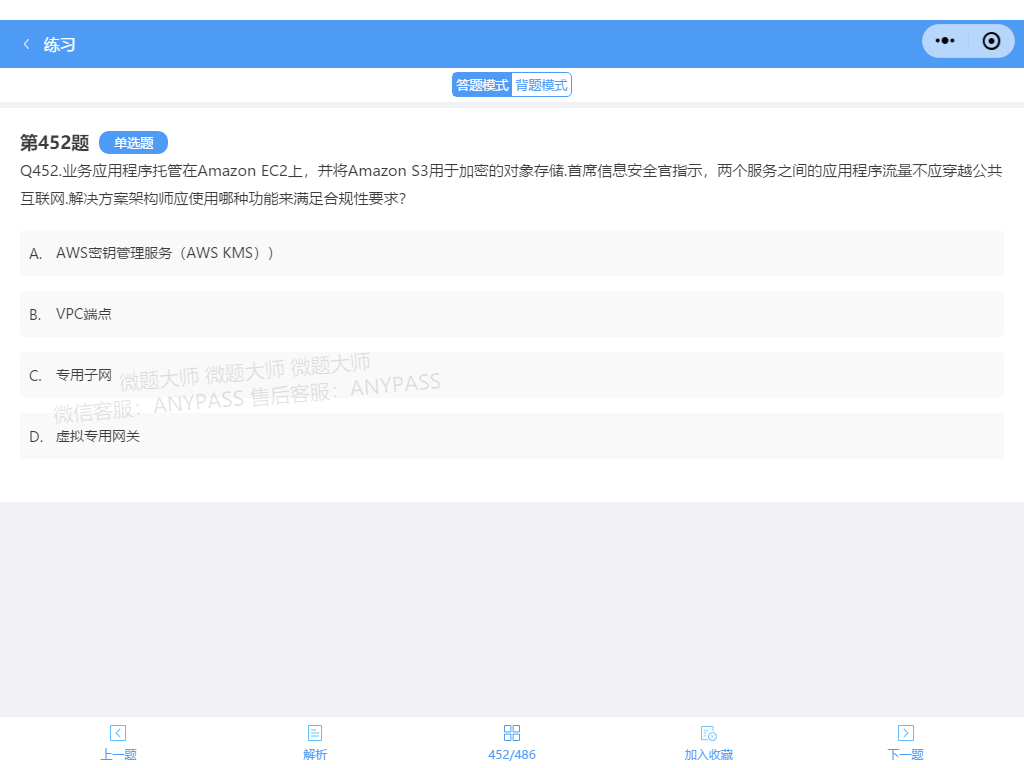 练习
答题模式 背题模式
第452题 单选题
Q452.业务应用程序托管在Amazon EC2上，并将Amazon S3用于加密的对象存储.首席信息安全官指示，两个服务之间的应用程序流量不应穿越公共
互联网.解决方案架构师应使用哪种功能来满足合规性要求？
A. AWS密钥管理服务（AWS KMS））
B. VPC端点
C. 专用子网
微题大师 微题大师 微题大师
微信客服：ANYPASS 售后客服：ANYPASS
D. 虚拟专用网关
上一题 解析 452/486 加入收藏 下一题